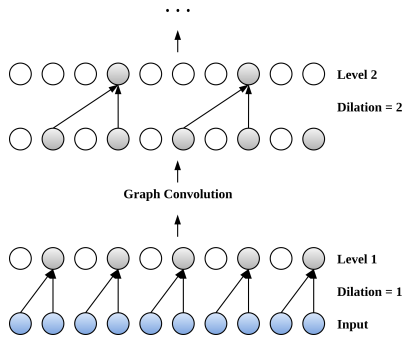 . . .
Level 2
Dilation = 2
Graph Convolution
Level 1
Dilation = 1
Input